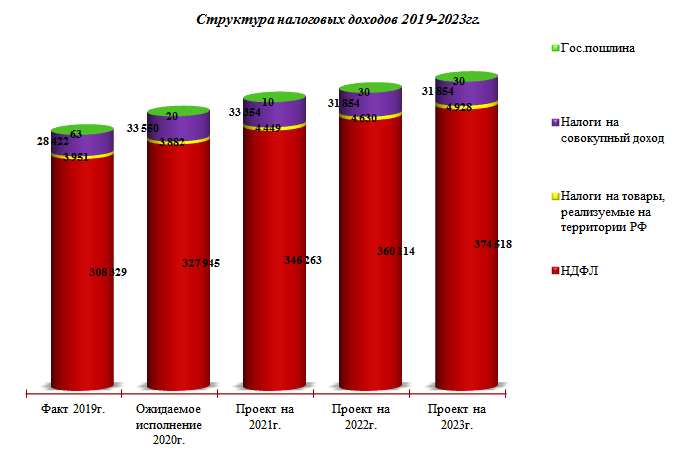 Структура налоговых доходов 2019-2023гг.
Гос.пошлина
Налоги на
совокупный доход
Налоги на товары,
реализуемые на
территории РФ
НДФЛ
63
28 422
3 951
308 329
20
33 550
3 882
327 945
10
33 354
4 449
346 263
30
31 854
4 630
360 114
30
31 854
4 928
374 518
Факт 2019г.
Ожидаемое
исполнение
2020г.
Проект на
2021г.
Проект на
2022г.
Проект на
2023г.